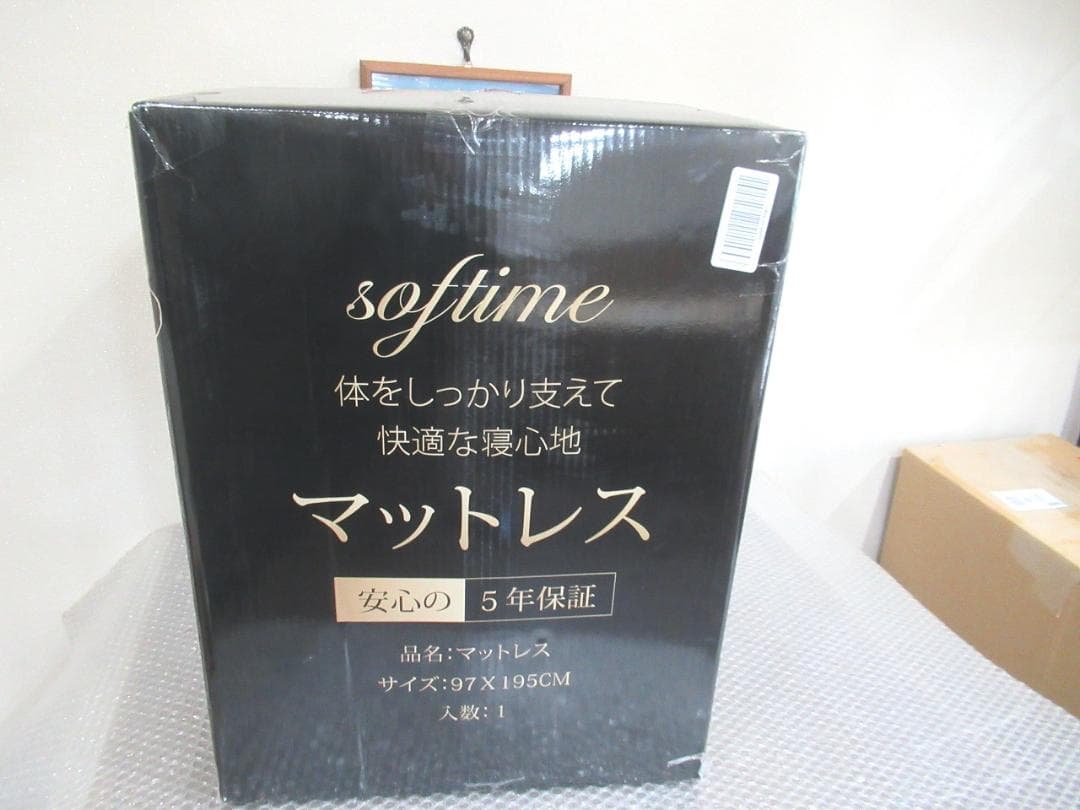 softime
体をしっかり支えて
快適な寝心地
マットレス
安心の 5年保証
品名:マットレス
サイズ:97X195CM
入数:1